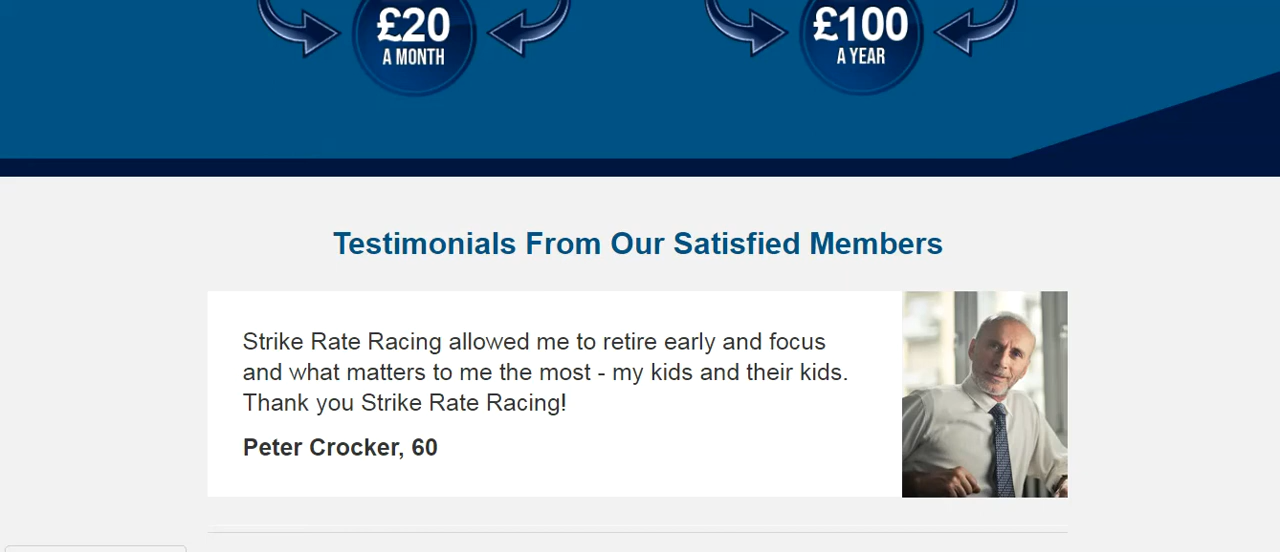 £20
A MONTH
£100
A YEAR
Testimonials From Our Satisfied Members
Strike Rate Racing allowed me to retire early and focus
and what matters to me the most - my kids and their kids.
Thank you Strike Rate Racing!
Peter Crocker, 60